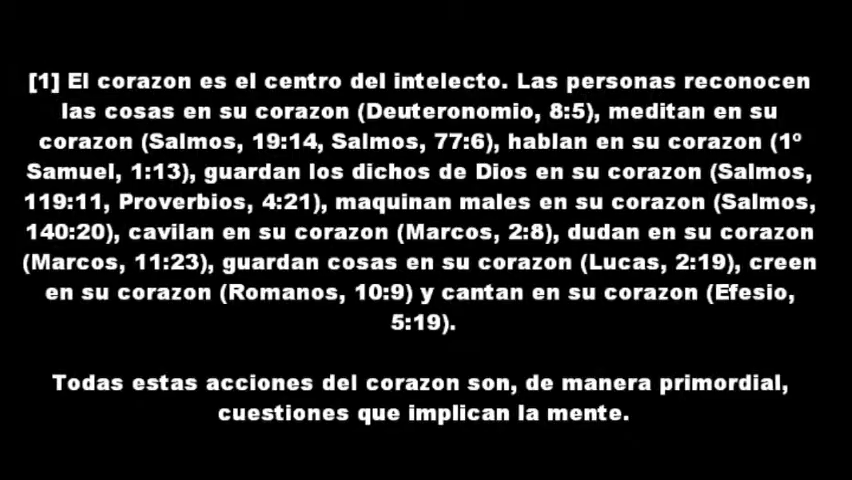 [1] El corazon es el centro del intelecto. Las personas reconocen
las cosas en su corazon (Deuteronomio, 8:5), meditan en su
corazon (Salmos, 19:14, Salmos, 77:6), hablan en su corazon (1º
Samuel, 1:13), guardan los dichos de Dios en su corazon (Salmos,
119:11, Proverbios, 4:21), maquinan males en su corazon (Salmos,
140:20), cavilan en su corazon (Marcos, 2:8), dudan en su corazon
(Marcos, 11:23), guardan cosas en su corazon (Lucas, 2:19), creen
en su corazon (Romanos, 10:9) y cantan en su corazon (Efesio,
5:19).
Todas estas acciones del corazon son, de manera primordial,
cuestiones que implican la mente.